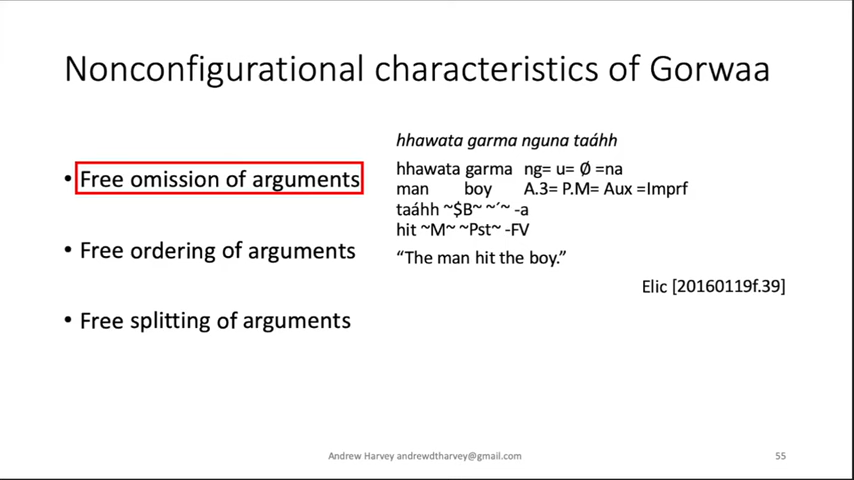 Nonconfigurational characteristics of Gorwaa
• Free omission of arguments
• Free ordering of arguments
• Free splitting of arguments
hhawata garma nguna taáhh
hhawata garma ng= u= Ø =na
man boy A.3= P.M= Aux =Imprf
taáhh ~$B~ ~´~ -a
hit ~M~ ~Pst~ -FV
“The man hit the boy.”
Elic [20160119f.39]
Andrew Harvey andrewdtharvey@gmail.com
55